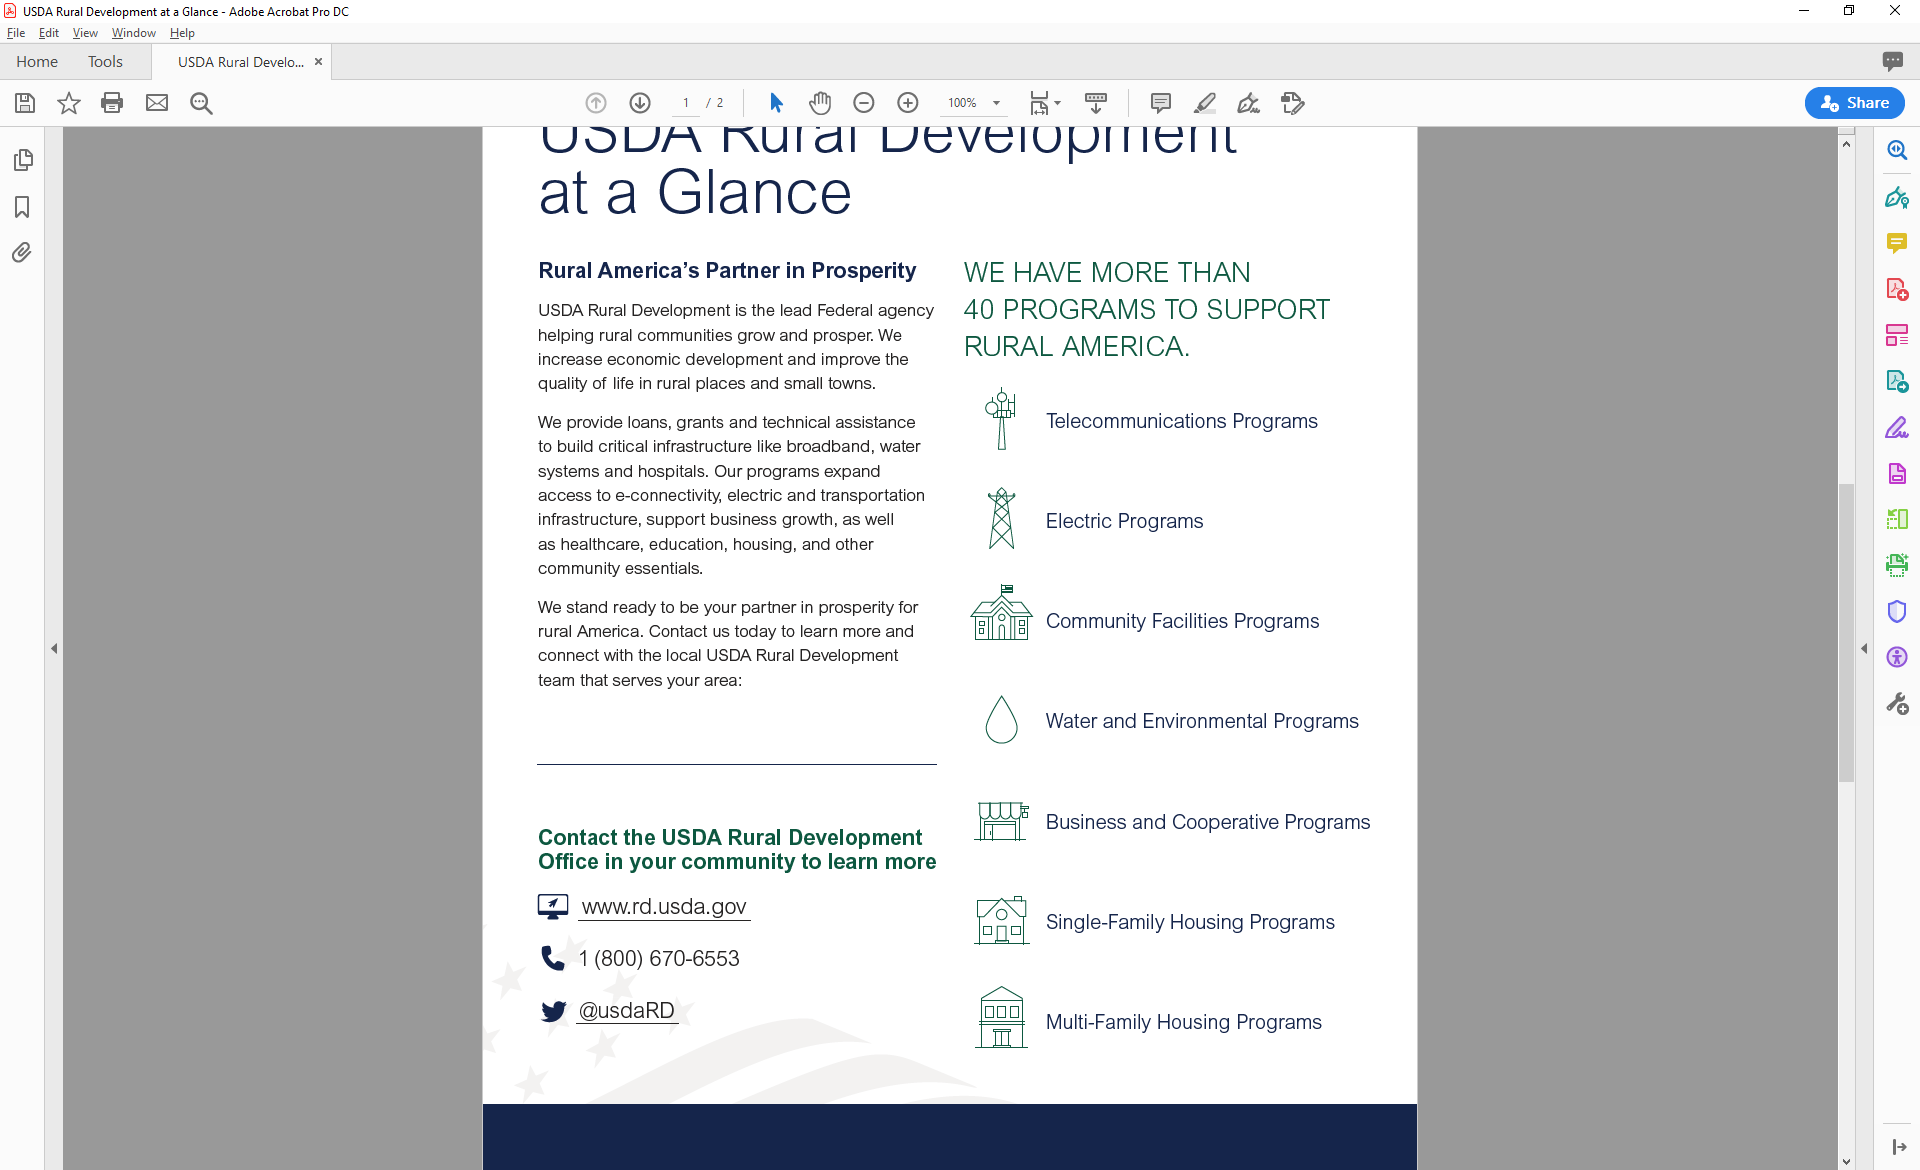 USDA Rural Development at a Glance - Adobe Acrobat Pro DC
File Edit View Window Help
Home Tools USDA Rural Develo... ×
1 / 2 100% Share
USDA Rural Development
at a Glance
Rural America’s Partner in Prosperity
USDA Rural Development is the lead Federal agency
helping rural communities grow and prosper. We
increase economic development and improve the
quality of life in rural places and small towns.
We provide loans, grants and technical assistance
to build critical infrastructure like broadband, water
systems and hospitals. Our programs expand
access to e-connectivity, electric and transportation
infrastructure, support business growth, as well
as healthcare, education, housing, and other
community essentials.
We stand ready to be your partner in prosperity for
rural America. Contact us today to learn more and
connect with the local USDA Rural Development
team that serves your area:
Contact the USDA Rural Development
Office in your community to learn more
www.rd.usda.gov
1 (800) 670-6553
@usdaRD
WE HAVE MORE THAN
40 PROGRAMS TO SUPPORT
RURAL AMERICA.
Telecommunications Programs
Electric Programs
Community Facilities Programs
Water and Environmental Programs
Business and Cooperative Programs
Single-Family Housing Programs
Multi-Family Housing Programs